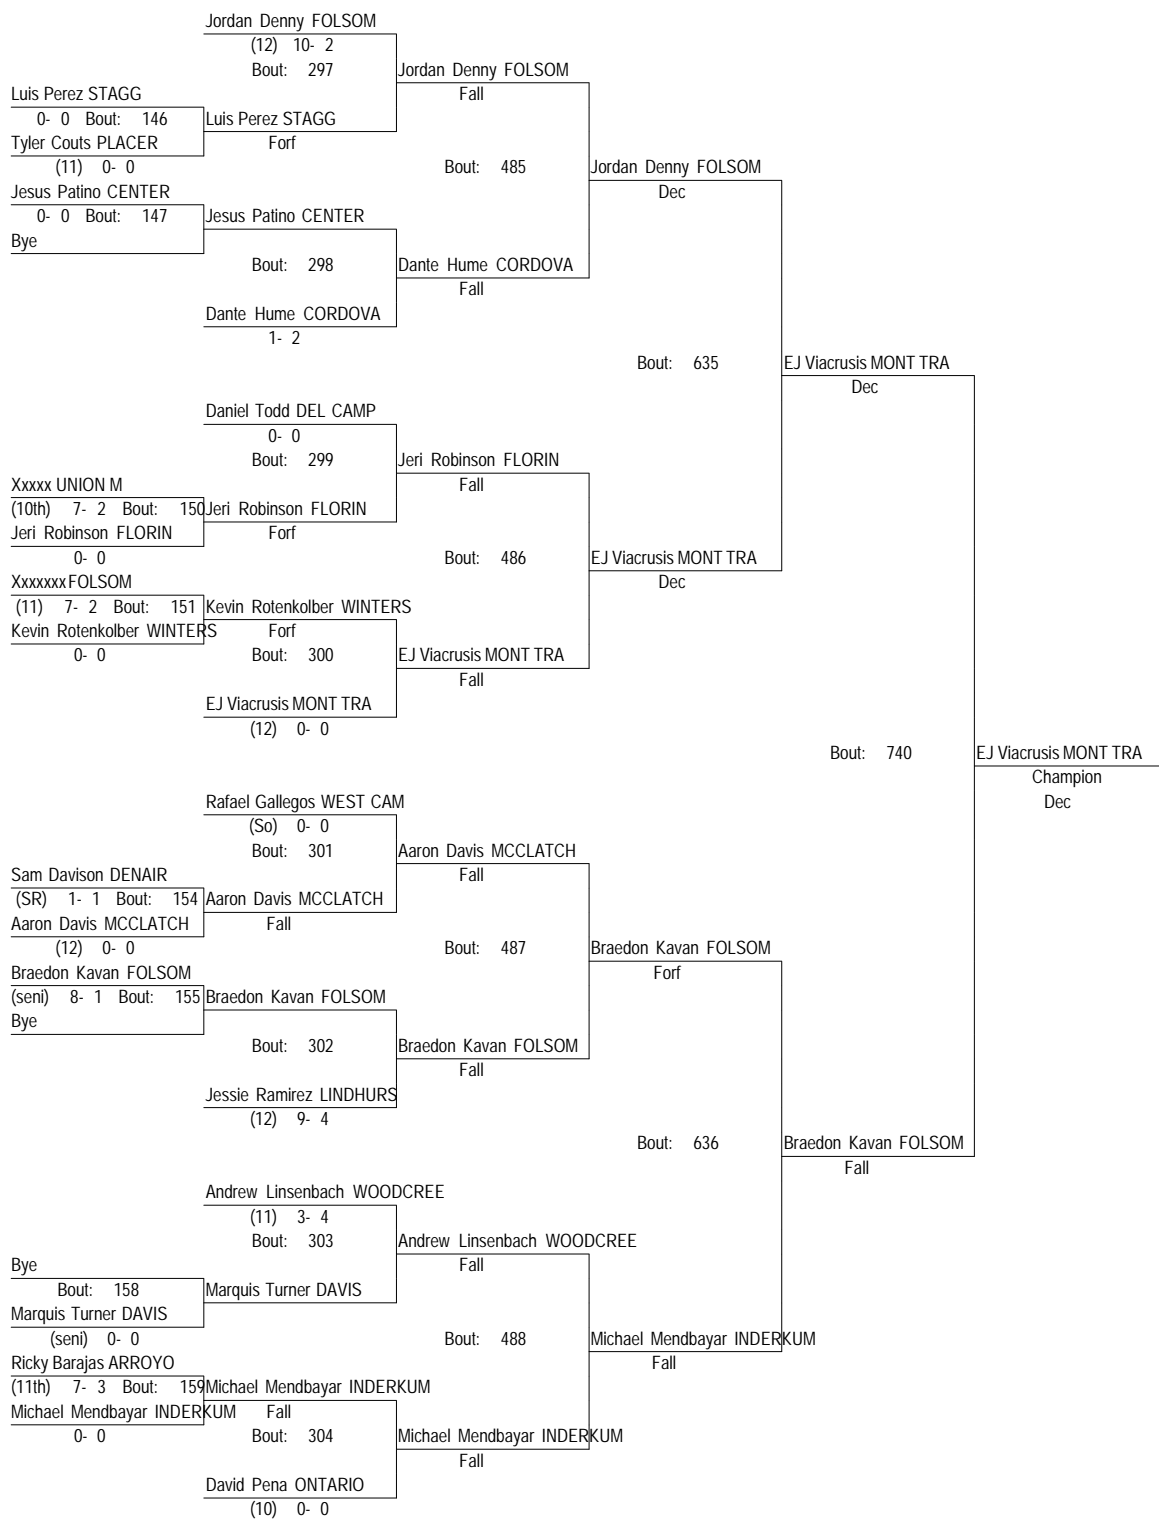 Jordan Denny FOLSOM
(12) 10- 2
Bout: 297
Jordan Denny FOLSOM
Fall
Luis Perez STAGG
0- 0 Bout: 146
Luis Perez STAGG
Tyler Couts PLACER
Forf
(11) 0- 0
Bout: 485
Jordan Denny FOLSOM
Dec
Jesus Patino CENTER
0- 0 Bout: 147
Jesus Patino CENTER
Bye
Bout: 298
Dante Hume CORDOVA
Fall
Dante Hume CORDOVA
1- 2
Bout: 635
EJ Viacrusis MONT TRA
Dec
Daniel Todd DEL CAMP
0- 0
Bout: 299
Jeri Robinson FLORIN
Fall
Xxxxx UNION M
(10th) 7- 2 Bout: 150
Jeri Robinson FLORIN
Jeri Robinson FLORIN
Forf
0- 0
Bout: 486
EJ Viacrusis MONT TRA
Dec
Xxxxxxx FOLSOM
(11) 7- 2 Bout: 151
Kevin Rotenkolber WINTERS
Kevin Rotenkolber WINTERS
Forf
0- 0
Bout: 300
EJ Viacrusis MONT TRA
Fall
EJ Viacrusis MONT TRA
(12) 0- 0
Bout: 740
EJ Viacrusis MONT TRA
Champion
Dec
Rafael Gallegos WEST CAM
(So) 0- 0
Bout: 301
Aaron Davis MCCLATCH
Fall
Sam Davison DENAIR
(SR) 1- 1 Bout: 154
Aaron Davis MCCLATCH
Aaron Davis MCCLATCH
Fall
(12) 0- 0
Bout: 487
Braedon Kavan FOLSOM
Forf
Braedon Kavan FOLSOM
(seni) 8- 1 Bout: 155
Braedon Kavan FOLSOM
Bye
Bout: 302
Braedon Kavan FOLSOM
Fall
Jessie Ramirez LINDHURS
(12) 9- 4
Bout: 636
Braedon Kavan FOLSOM
Fall
Andrew Linsenbach WOODCREE
(11) 3- 4
Bout: 303
Andrew Linsenbach WOODCREE
Fall
Bye
Bout: 158
Marquis Turner DAVIS
Marquis Turner DAVIS
(seni) 0- 0
Bout: 488
Michael Mendbayar INDERKUM
Fall
Ricky Barajas ARROYO
(11th) 7- 3 Bout: 159
Michael Mendbayar INDERKUM
Michael Mendbayar INDERKUM
Fall
0- 0
Bout: 304
Michael Mendbayar INDERKUM
Fall
David Pena ONTARIO
(10) 0- 0